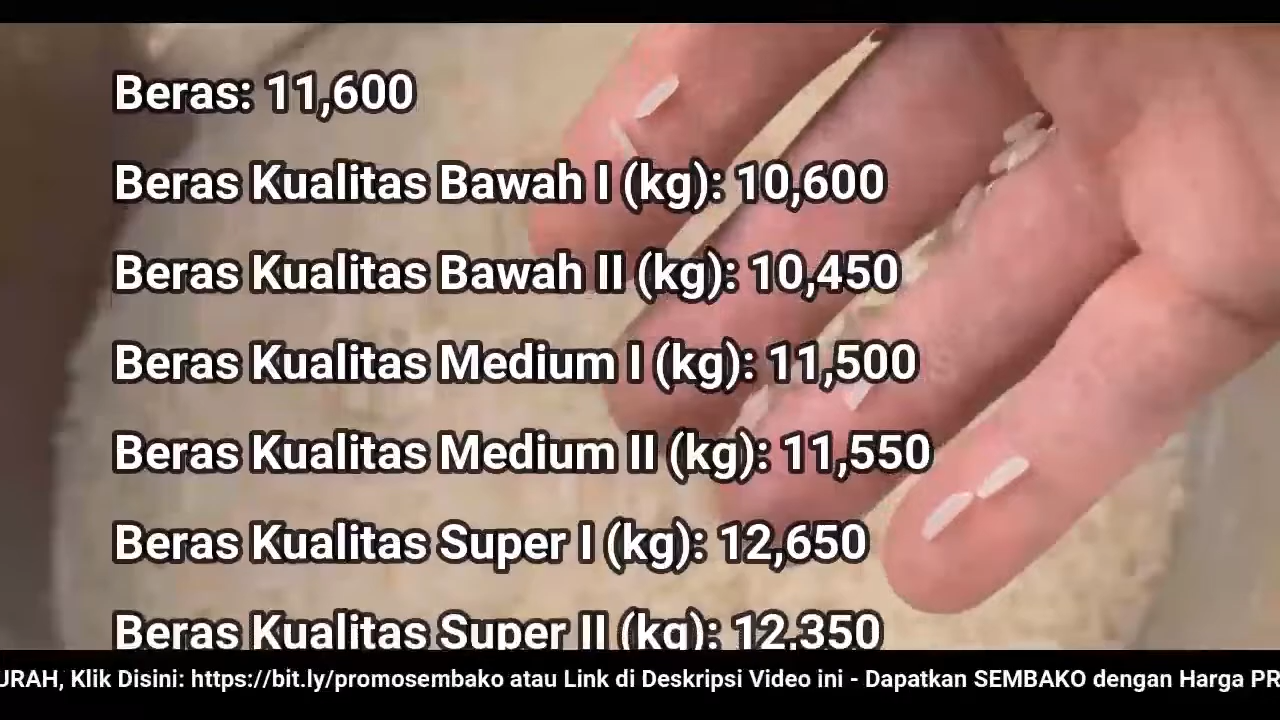 Beras: 11,600
Beras Kualitas Bawah I (kg): 10,600
Beras Kualitas Bawah II (kg): 10,450
Beras Kualitas Medium I (kg): 11,500
Beras Kualitas Medium II (kg): 11,550
Beras Kualitas Super I (kg): 12,650
Beras Kualitas Super II (kg): 12,350
URAH, Klik Disini: https://bit.ly/promosembako atau Link di Deskripsi Video ini - Dapatkan SEMBAKO dengan Harga PR